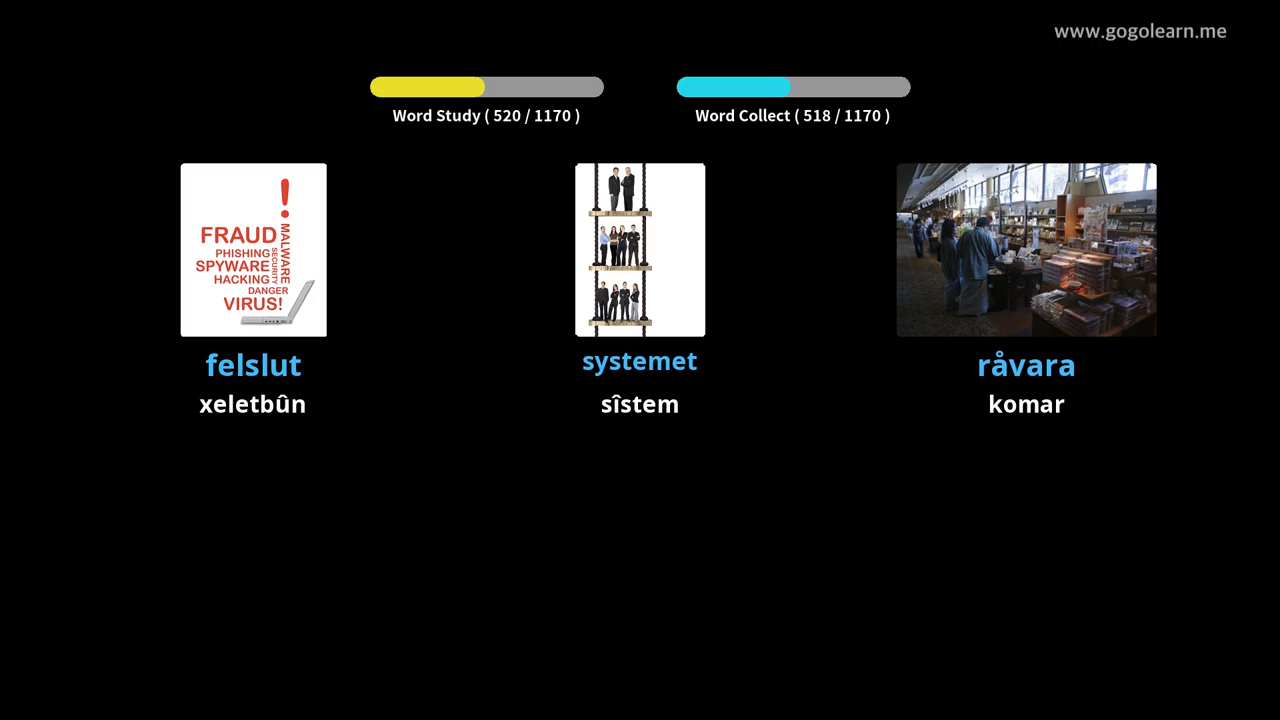 www.gogolearn.me
Word Study ( 520 / 1170 )
Word Collect ( 518 / 1170 )
!
FRAUD
PHISHING
SPYWARE
HACKING
DANGER
VIRUS!
SECURITY
MALWARE
felslut
systemet
råvara
xeletbûn
sîstem
komar